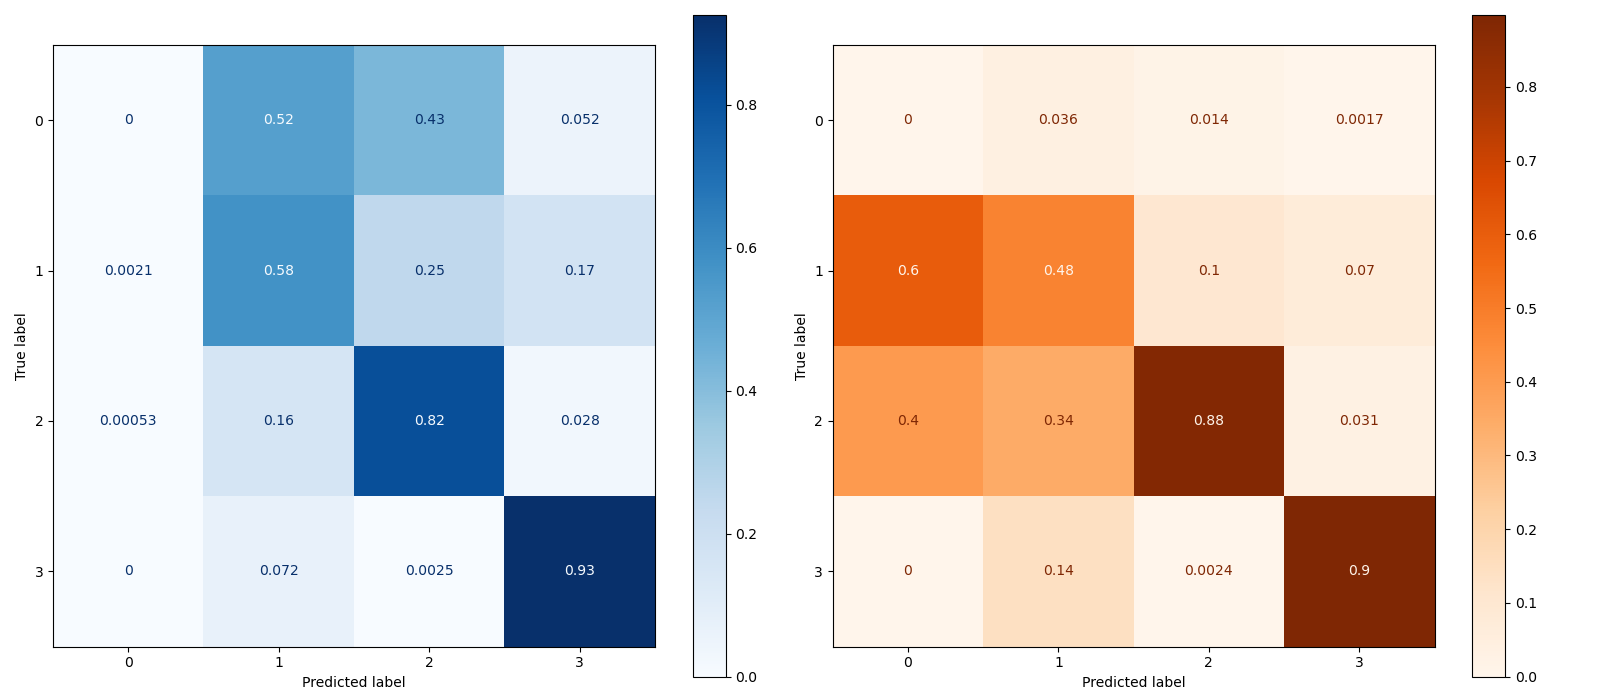 0 0.52 0.43 0.052
1 0.0021 0.58 0.25 0.17
2 0.00053 0.16 0.82 0.028
3 0 0.072 0.0025 0.93
0 1 2 3
Predicted label
True label
0.8
0.6
0.4
0.2
0.0
0 0 0.036 0.014 0.0017
1 0.6 0.48 0.1 0.07
2 0.4 0.34 0.88 0.031
3 0 0.14 0.0024 0.9
0 1 2 3
Predicted label
True label
0.8
0.7
0.6
0.5
0.4
0.3
0.2
0.1
0.0